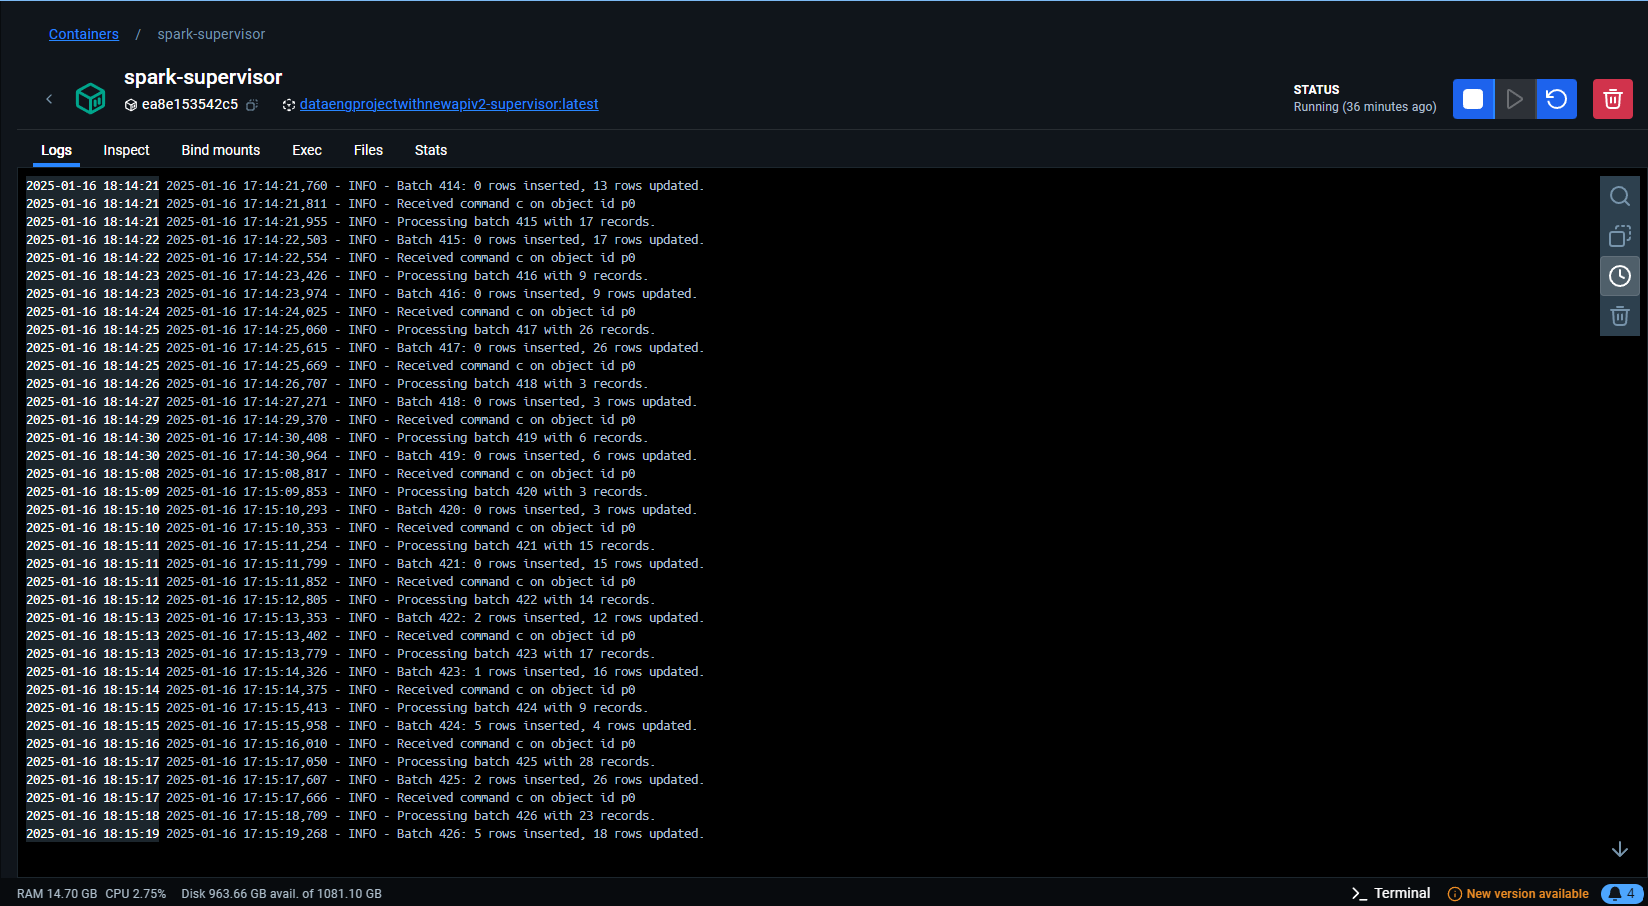 Containers / spark-supervisor
spark-supervisor
ea8e153542c5 dataengprojectwithnewapiv2-supervisor:latest
STATUS
Running (36 minutes ago)
Logs Inspect Bind mounts Exec Files Stats
2025-01-16 18:14:21 2025-01-16 17:14:21,760 - INFO - Batch 414: 0 rows inserted, 13 rows updated.
2025-01-16 18:14:21 2025-01-16 17:14:21,811 - INFO - Received command c on object id p0
2025-01-16 18:14:21 2025-01-16 17:14:21,955 - INFO - Processing batch 415 with 17 records.
2025-01-16 18:14:22 2025-01-16 17:14:22,503 - INFO - Batch 415: 0 rows inserted, 17 rows updated.
2025-01-16 18:14:22 2025-01-16 17:14:22,554 - INFO - Received command c on object id p0
2025-01-16 18:14:23 2025-01-16 17:14:23,426 - INFO - Processing batch 416 with 9 records.
2025-01-16 18:14:23 2025-01-16 17:14:23,974 - INFO - Batch 416: 0 rows inserted, 9 rows updated.
2025-01-16 18:14:24 2025-01-16 17:14:24,025 - INFO - Received command c on object id p0
2025-01-16 18:14:25 2025-01-16 17:14:25,060 - INFO - Processing batch 417 with 26 records.
2025-01-16 18:14:25 2025-01-16 17:14:25,615 - INFO - Batch 417: 0 rows inserted, 26 rows updated.
2025-01-16 18:14:25 2025-01-16 17:14:25,669 - INFO - Received command c on object id p0
2025-01-16 18:14:26 2025-01-16 17:14:26,707 - INFO - Processing batch 418 with 3 records.
2025-01-16 18:14:27 2025-01-16 17:14:27,271 - INFO - Batch 418: 0 rows inserted, 3 rows updated.
2025-01-16 18:14:29 2025-01-16 17:14:29,370 - INFO - Received command c on object id p0
2025-01-16 18:14:30 2025-01-16 17:14:30,408 - INFO - Processing batch 419 with 6 records.
2025-01-16 18:14:30 2025-01-16 17:14:30,964 - INFO - Batch 419: 0 rows inserted, 6 rows updated.
2025-01-16 18:15:08 2025-01-16 17:15:08,817 - INFO - Received command c on object id p0
2025-01-16 18:15:09 2025-01-16 17:15:09,853 - INFO - Processing batch 420 with 3 records.
2025-01-16 18:15:10 2025-01-16 17:15:10,293 - INFO - Batch 420: 0 rows inserted, 3 rows updated.
2025-01-16 18:15:10 2025-01-16 17:15:10,353 - INFO - Received command c on object id p0
2025-01-16 18:15:11 2025-01-16 17:15:11,254 - INFO - Processing batch 421 with 15 records.
2025-01-16 18:15:11 2025-01-16 17:15:11,799 - INFO - Batch 421: 0 rows inserted, 15 rows updated.
2025-01-16 18:15:11 2025-01-16 17:15:11,852 - INFO - Received command c on object id p0
2025-01-16 18:15:12 2025-01-16 17:15:12,805 - INFO - Processing batch 422 with 14 records.
2025-01-16 18:15:13 2025-01-16 17:15:13,353 - INFO - Batch 422: 2 rows inserted, 12 rows updated.
2025-01-16 18:15:13 2025-01-16 17:15:13,402 - INFO - Received command c on object id p0
2025-01-16 18:15:13 2025-01-16 17:15:13,779 - INFO - Processing batch 423 with 17 records.
2025-01-16 18:15:14 2025-01-16 17:15:14,326 - INFO - Batch 423: 1 rows inserted, 16 rows updated.
2025-01-16 18:15:14 2025-01-16 17:15:14,375 - INFO - Received command c on object id p0
2025-01-16 18:15:15 2025-01-16 17:15:15,413 - INFO - Processing batch 424 with 9 records.
2025-01-16 18:15:15 2025-01-16 17:15:15,958 - INFO - Batch 424: 5 rows inserted, 4 rows updated.
2025-01-16 18:15:16 2025-01-16 17:15:16,010 - INFO - Received command c on object id p0
2025-01-16 18:15:17 2025-01-16 17:15:17,050 - INFO - Processing batch 425 with 28 records.
2025-01-16 18:15:17 2025-01-16 17:15:17,607 - INFO - Batch 425: 2 rows inserted, 26 rows updated.
2025-01-16 18:15:17 2025-01-16 17:15:17,666 - INFO - Received command c on object id p0
2025-01-16 18:15:18 2025-01-16 17:15:18,709 - INFO - Processing batch 426 with 23 records.
2025-01-16 18:15:19 2025-01-16 17:15:19,268 - INFO - Batch 426: 5 rows inserted, 18 rows updated.
RAM 14.70 GB CPU 2.75% Disk 963.66 GB avail. of 1081.10 GB Terminal New version available 4